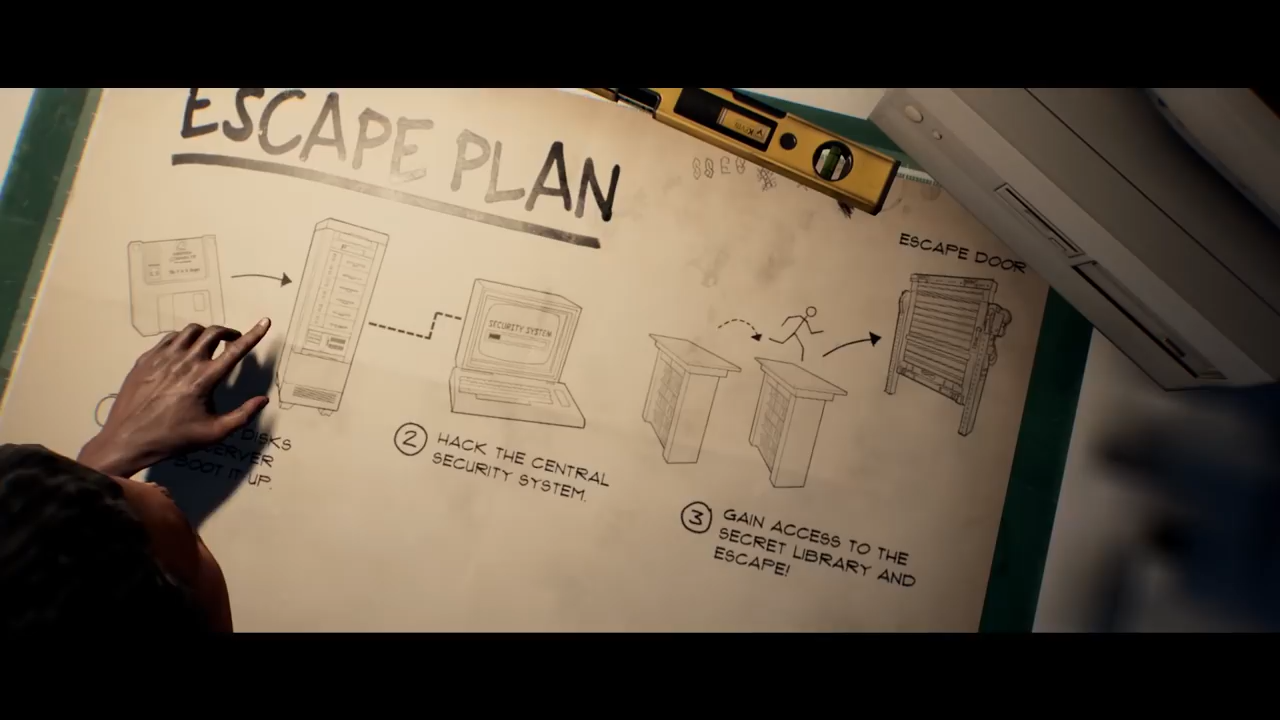 ESCAPE PLAN
ESCAPE DOOR
SECURITY SYSTEM
DISKS
SERVER
BOOT IT UP.
2 HACK THE CENTRAL
SECURITY SYSTEM.
3 GAIN ACCESS TO THE
SECRET LIBRARY AND
ESCAPE!